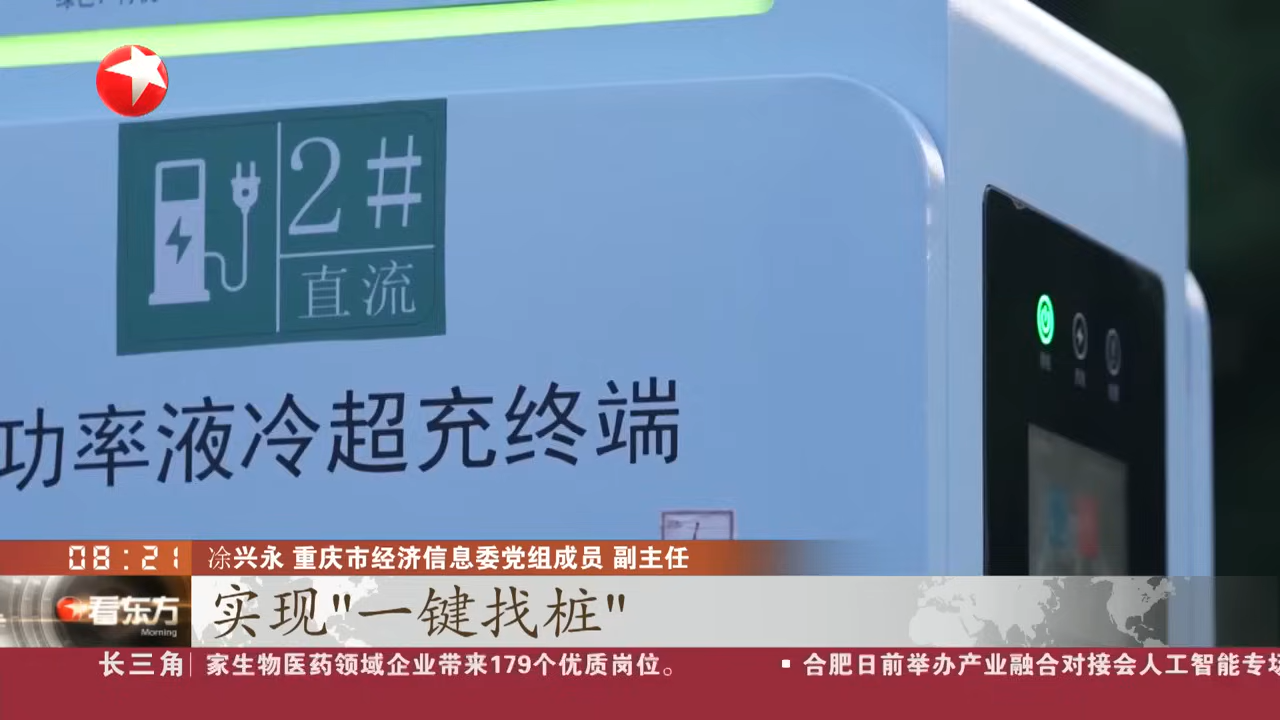 2#
直流
功率液冷超充终端
08:21
涂兴永 重庆市经济信息委党组成员 副主任
看东方
Morning
实现"一键找桩"
长三角
家生物医药领域企业带来179个优质岗位。
合肥日前举办产业融合对接会人工智能专场